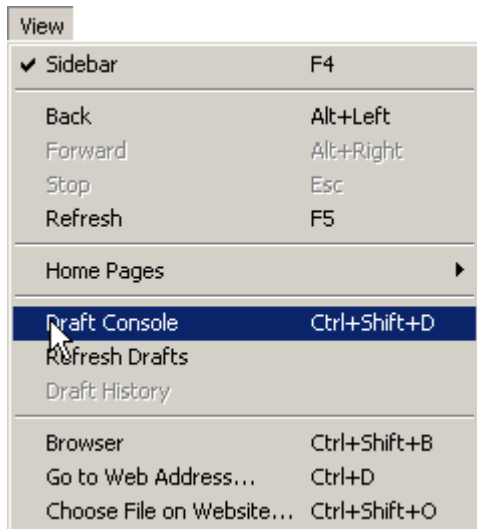 View
Sidebar F4
Back Alt+Left
Forward Alt+Right
Stop Esc
Refresh F5
Home Pages
Draft Console Ctrl+Shift+D
Refresh Drafts
Draft History
Browser Ctrl+Shift+B
Go to Web Address... Ctrl+D
Choose File on Website... Ctrl+Shift+O